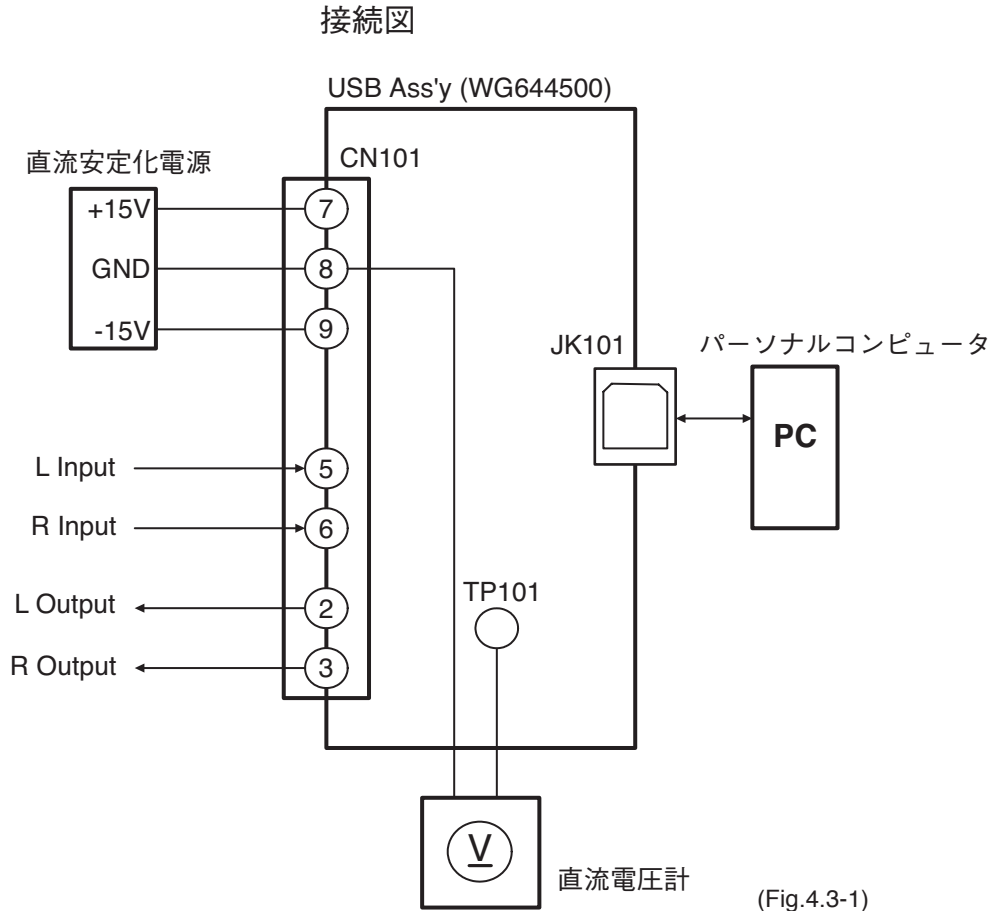 接続図
USB Ass'y (WG644500)
直流安定化電源
CN101
+15V
7
GND
8
-15V
9
JK101
パーソナルコンピュータ
PC
L Input
5
R Input
6
L Output
2
R Output
3
TP101
V
直流電圧計
(Fig.4.3-1)